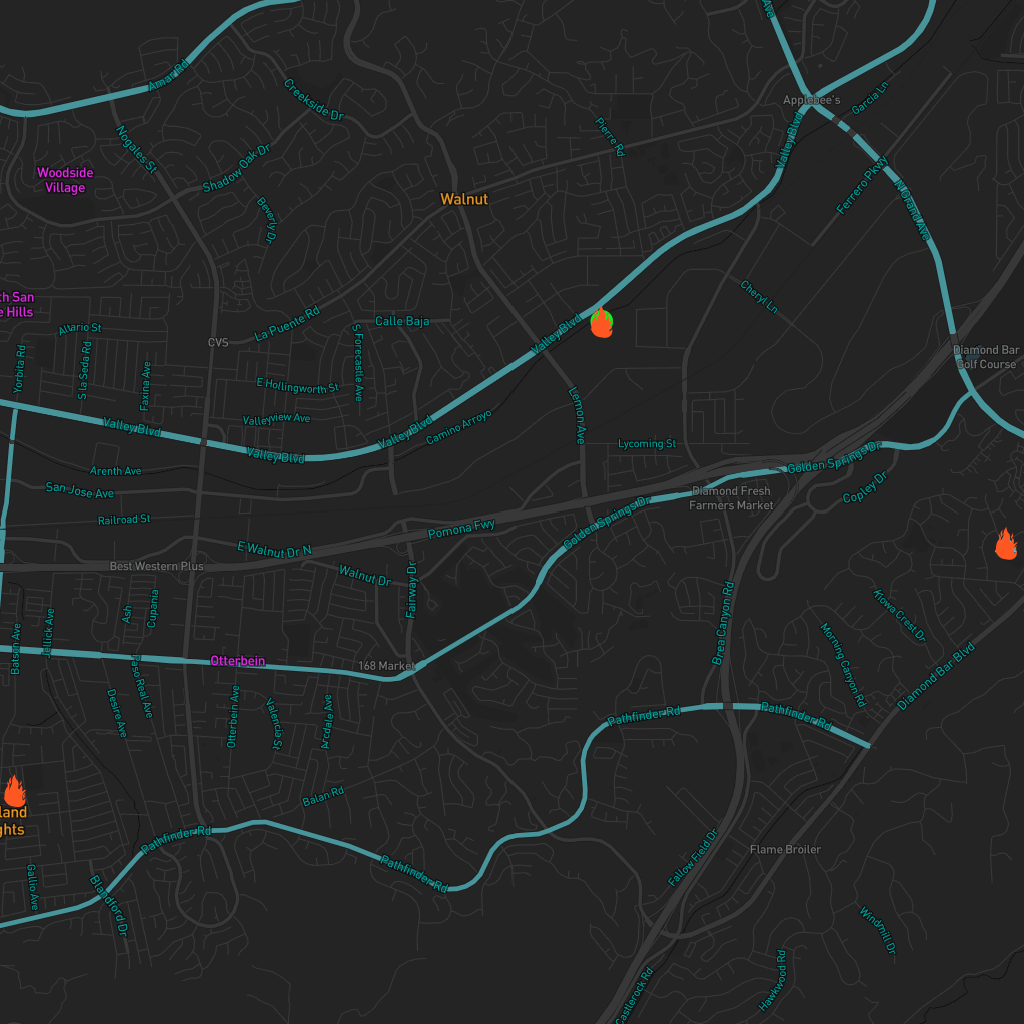 Ave
Amar Rd
Creekside Dr
Applebee's
Garcia Ln
Nogales St
Pierre Rd
Valley Blvd
Shadow Oak Dr
Woodside
Village
Ferrero Pkwy
N Grand Ave
Walnut
Beverly Dr
th San
e Hills
Cheryl Ln
La Puente Rd
Calle Baja
Altario St
CVS
Valley Blvd
S Forecastle Ave
Yorbita Rd
S la Seda Rd
Diamond Bar
Golf Course
Faxina Ave
E Hollingworth St
Lemon Ave
Valleyview Ave
Camino Arroyo
Valley Blvd
Valley Blvd
Valley Blvd
Lycoming St
Golden Springs Dr
Arenth Ave
San Jose Ave
Diamond Fresh
Farmers Market
Copley Dr
Railroad St
Pomona Fwy
Golden Springs Dr
E Walnut Dr N
Best Western Plus
Walnut Dr
Fairway Dr
Ash
Cupania
Kiowa Crest Dr
Brea Canyon Rd
Jellick Ave
Batson Ave
Morning Canyon Rd
Otterbein
168 Market
Diamond Bar Blvd
Paso Real Ave
Desire Ave
Otterbein Ave
Valencia St
Arcdale Ave
Pathfinder Rd
Pathfinder Rd
Balan Rd
land
ghts
Pathfinder Rd
Flame Broiler
Fallow Field Dr
Pathfinder Rd
Gallio Ave
Blandford Dr
Windmill Dr
Hawkwood Rd
Castlerock Rd